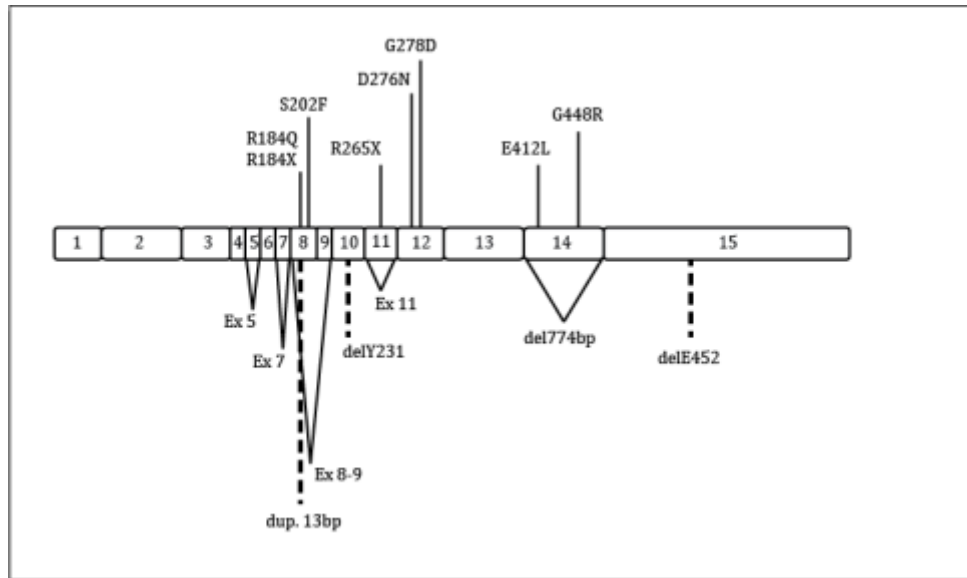 G278D
D276N
S202F
G448R
R184Q
R265X
E412L
R184X
1 2 3 4 5 6 7 8 9 10 11 12 13 14 15
Ex 11
Ex 5
del774bp
Ex 7
delY231
delE452
Ex 8-9
dup. 13bp